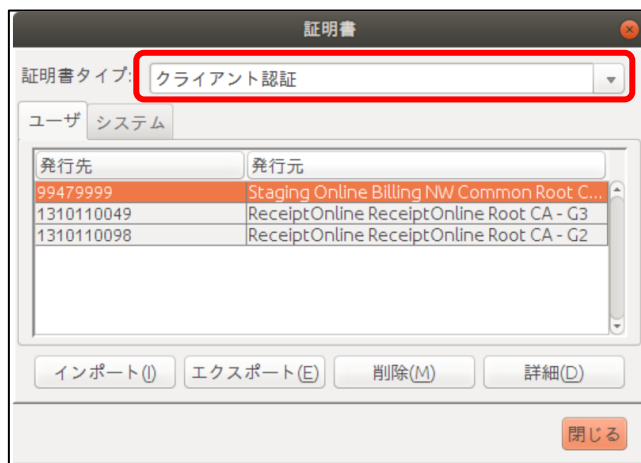 証明書
証明書タイプ: クライアント認証
ユーザ システム
発行先 発行元
99479999 Staging Online Billing NW Common Root C...
1310110049 ReceiptOnline ReceiptOnline Root CA - G3
1310110098 ReceiptOnline ReceiptOnline Root CA - G2
インポート(I) エクスポート(E) 削除(M) 詳細(D)
閉じる